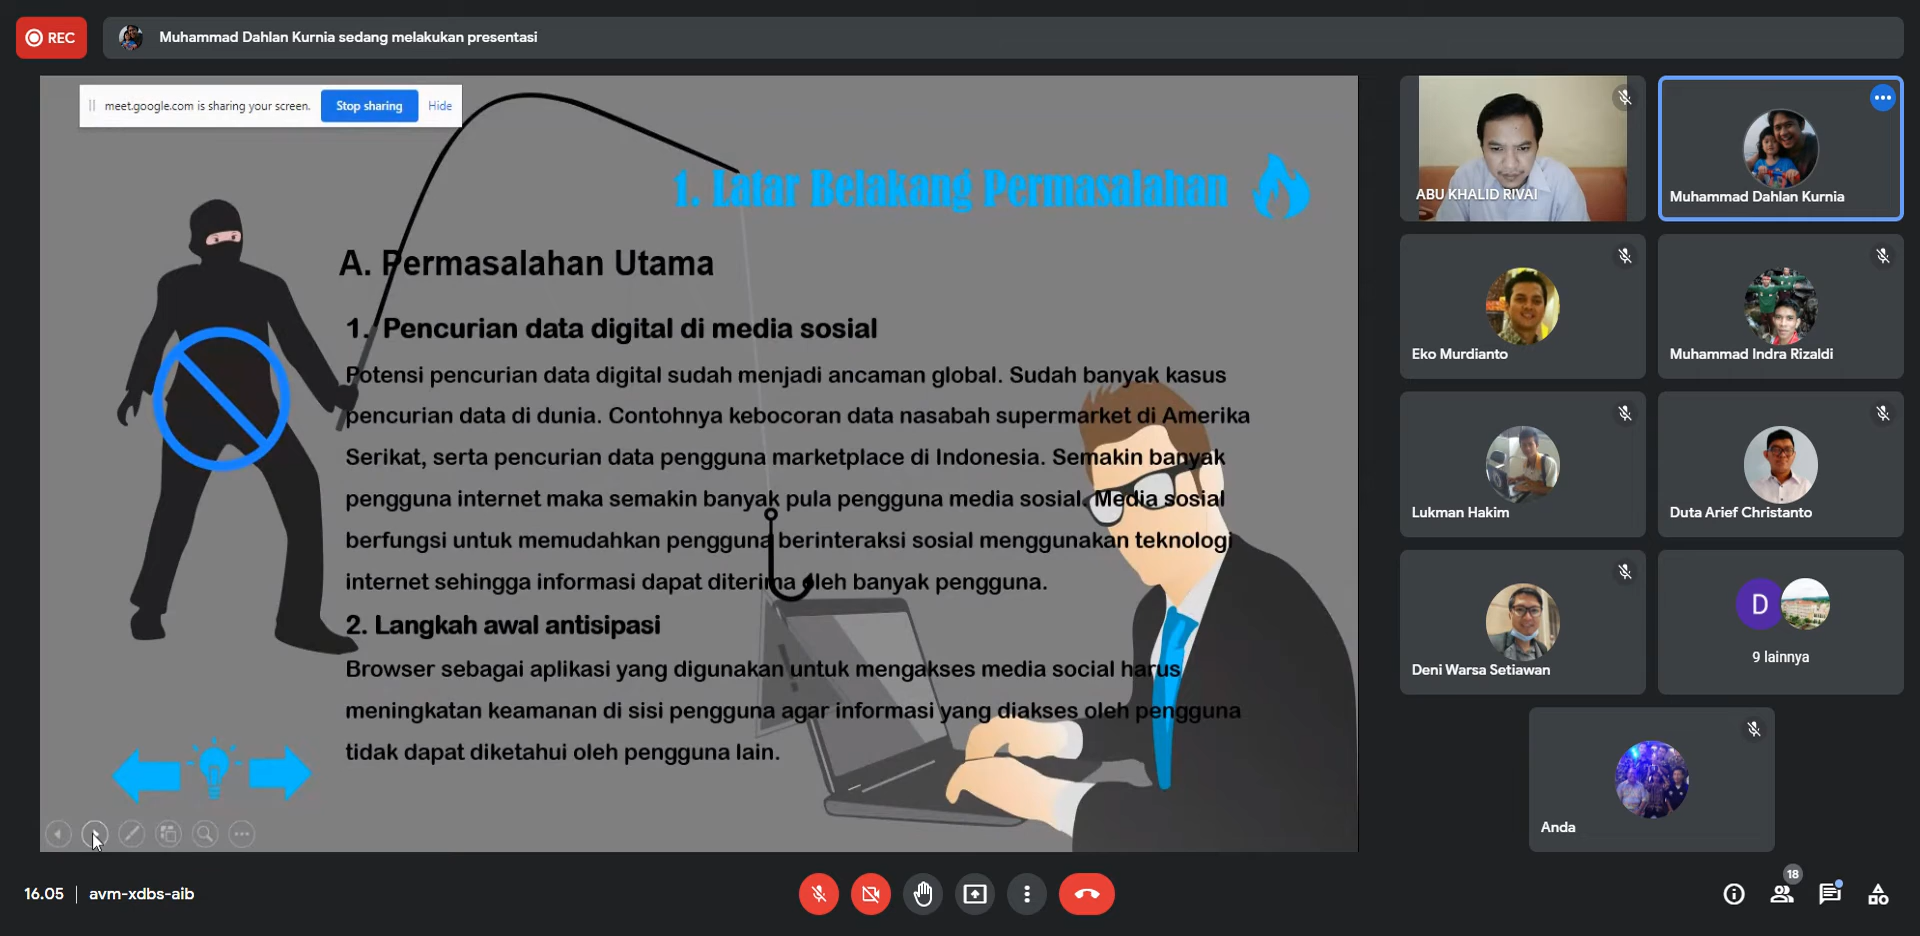 REC
Muhammad Dahlan Kurnia sedang melakukan presentasi
meet.google.com is sharing your screen.
Stop sharing
Hide
1. Latar Belakang Permasalahan
A. Permasalahan Utama
1. Pencurian data digital di media sosial
Potensi pencurian data digital sudah menjadi ancaman global. Sudah banyak kasus
pencurian data di dunia. Contohnya kebocoran data nasabah supermarket di Amerika
Serikat, serta pencurian data pengguna marketplace di Indonesia. Semakin banyak
pengguna internet maka semakin banyak pula pengguna media sosial. Media sosial
berfungsi untuk memudahkan pengguna berinteraksi sosial menggunakan teknologi
internet sehingga informasi dapat diterima oleh banyak pengguna.
2. Langkah awal antisipasi
Browser sebagai aplikasi yang digunakan untuk mengakses media social harus
meningkatan keamanan di sisi pengguna agar informasi yang diakses oleh pengguna
tidak dapat diketahui oleh pengguna lain.
ABU KHALID RIVAI
Muhammad Dahlan Kurnia
Eko Murdianto
Muhammad Indra Rizaldi
Lukman Hakim
Duta Arief Christanto
Deni Warsa Setiawan
D
9 lainnya
Anda
16.05 | avm-xdbs-aib
18